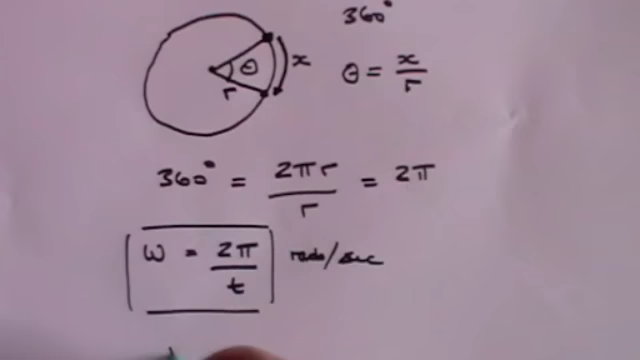 360°
θ x
r
θ = x/r
360° = 2πr/r = 2π
ω = 2π/t rads/sec